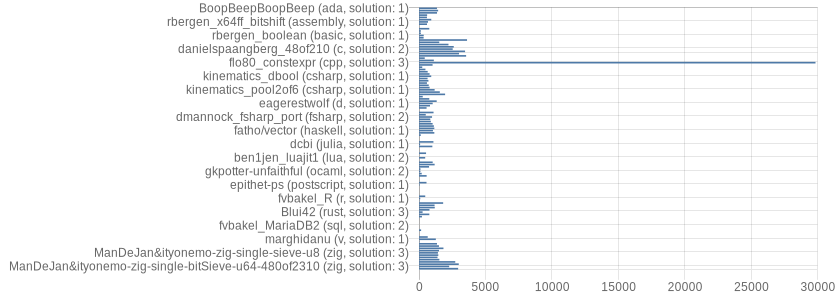 BoopBeepBoopBeep (ada, solution: 1)
rbergen_x64ff_bitshift (assembly, solution: 1)
rbergen_boolean (basic, solution: 1)
danielspaangberg_48of210 (c, solution: 2)
flo80_constexpr (cpp, solution: 3)
kinematics_dbool (csharp, solution: 1)
kinematics_pool2of6 (csharp, solution: 1)
eagerestwolf (d, solution: 1)
dmannock_fsharp_port (fsharp, solution: 2)
fatho/vector (haskell, solution: 1)
dcbi (julia, solution: 1)
ben1jen_luajit1 (lua, solution: 2)
gkpotter-unfaithful (ocaml, solution: 2)
epithet-ps (postscript, solution: 1)
fvbakel_R (r, solution: 1)
Blui42 (rust, solution: 3)
fvbakel_MariaDB2 (sql, solution: 2)
marghidanu (v, solution: 1)
ManDeJan&ityonemo-zig-single-sieve-u8 (zig, solution: 3)
ManDeJan&ityonemo-zig-single-bitSieve-u64-480of2310 (zig, solution: 3)
0 5000 10000 15000 20000 25000 30000